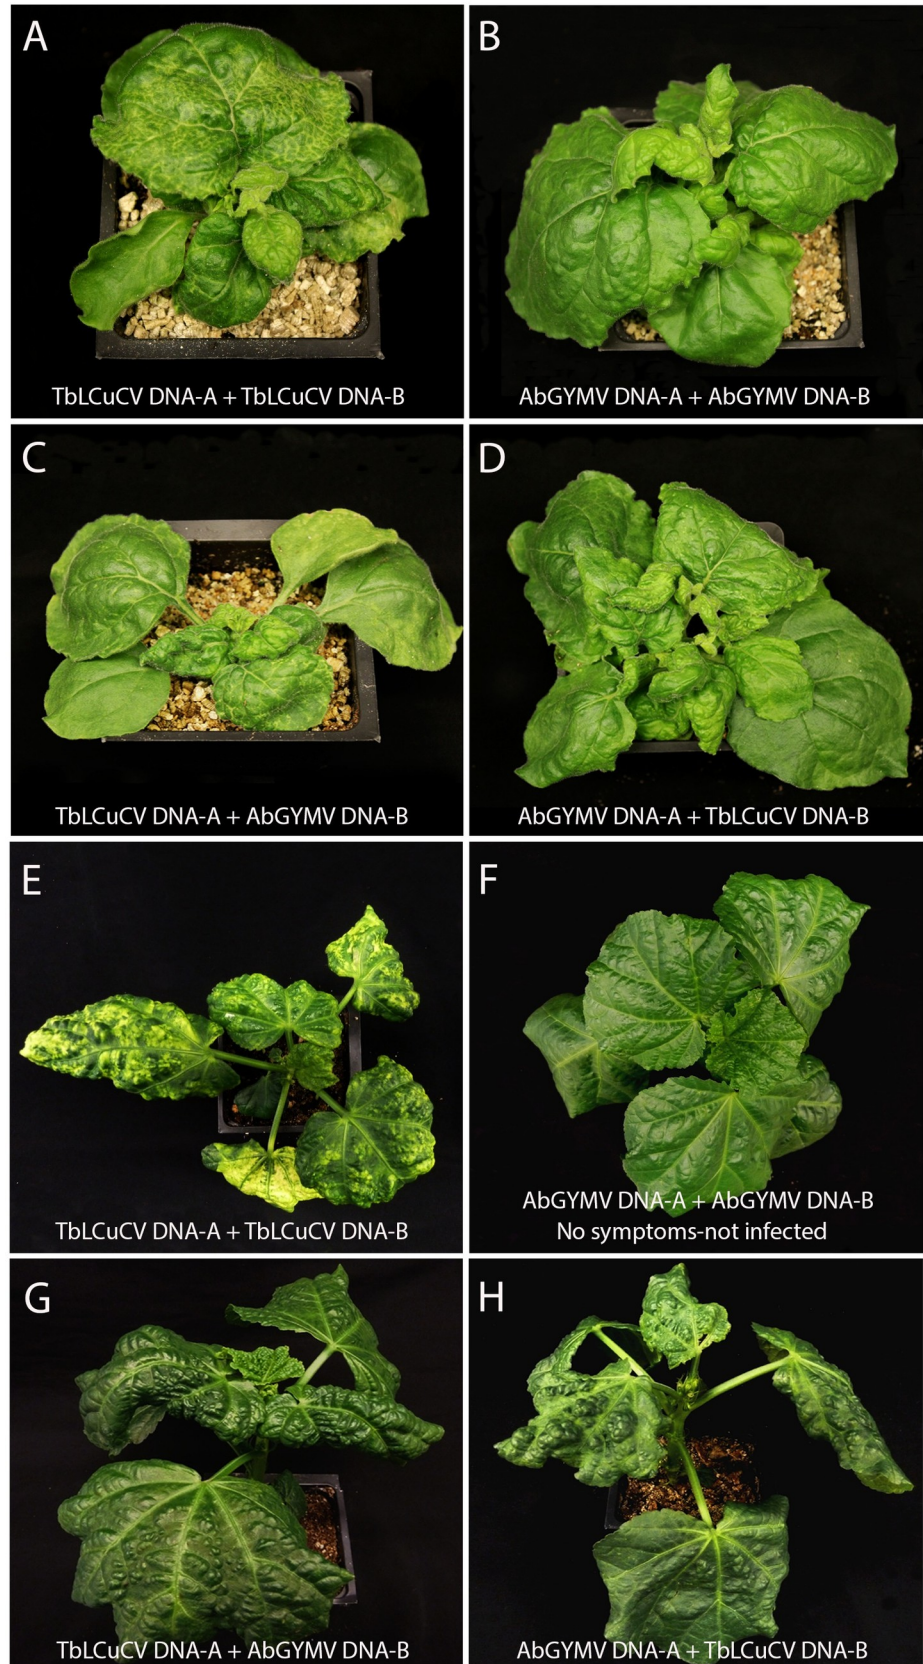 A
TbLCuCV DNA-A + TbLCuCV DNA-B
B
AbGYMV DNA-A + AbGYMV DNA-B
C
TbLCuCV DNA-A + AbGYMV DNA-B
D
AbGYMV DNA-A + TbLCuCV DNA-B
E
TbLCuCV DNA-A + TbLCuCV DNA-B
F
AbGYMV DNA-A + AbGYMV DNA-B
No symptoms-not infected
G
TbLCuCV DNA-A + AbGYMV DNA-B
H
AbGYMV DNA-A + TbLCuCV DNA-B